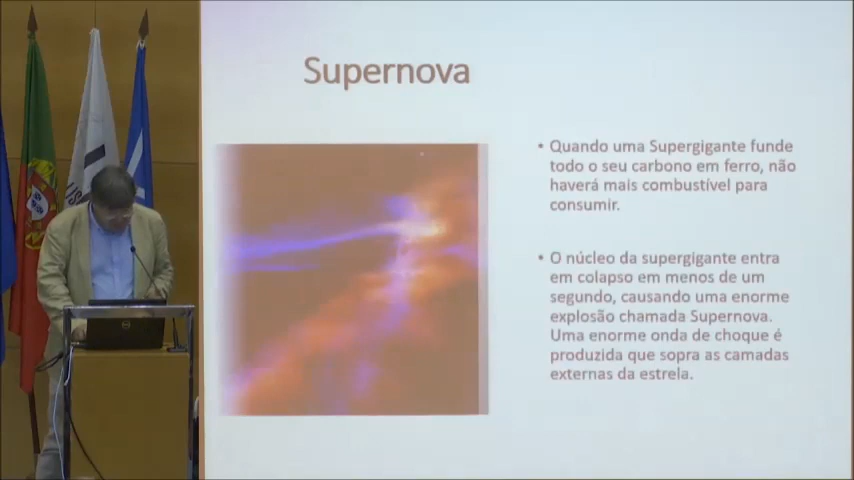 Supernova
• Quando uma Supergigante funde
todo o seu carbono em ferro, não
haverá mais combustível para
consumir.
• O núcleo da supergigante entra
em colapso em menos de um
segundo, causando uma enorme
explosão chamada Supernova.
Uma enorme onda de choque é
produzida que sopra as camadas
externas da estrela.